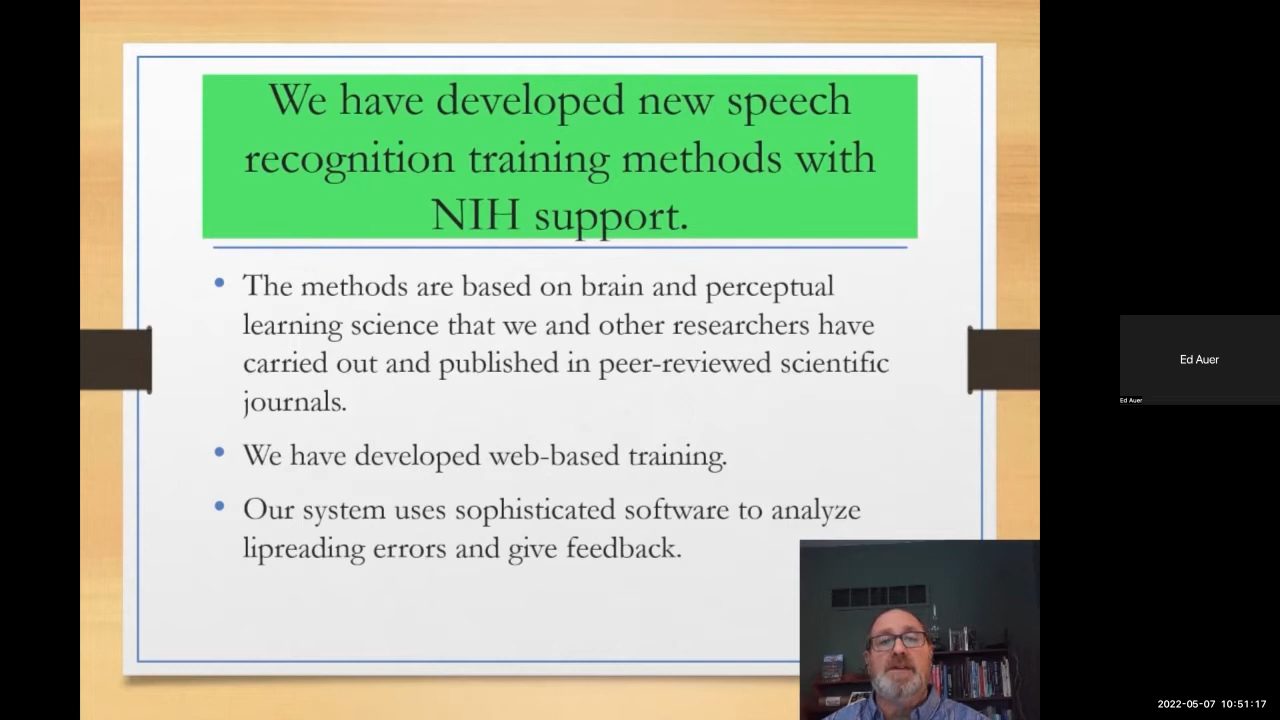 We have developed new speech
recognition training methods with
NIH support.
• The methods are based on brain and perceptual
learning science that we and other researchers have
carried out and published in peer-reviewed scientific
journals.
• We have developed web-based training.
• Our system uses sophisticated software to analyze
lipreading errors and give feedback.
Ed Auer
Ed Auer
2022-05-07 10:51:17